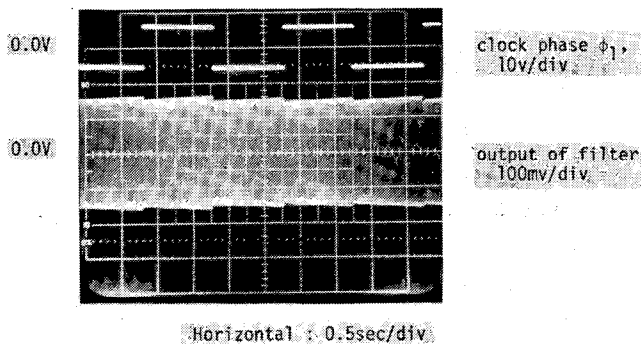 0.0V
clock phase ϕ1,
10v/div.
0.0V
output of filter
100mv/div.
Horizontal : 0.5sec/div